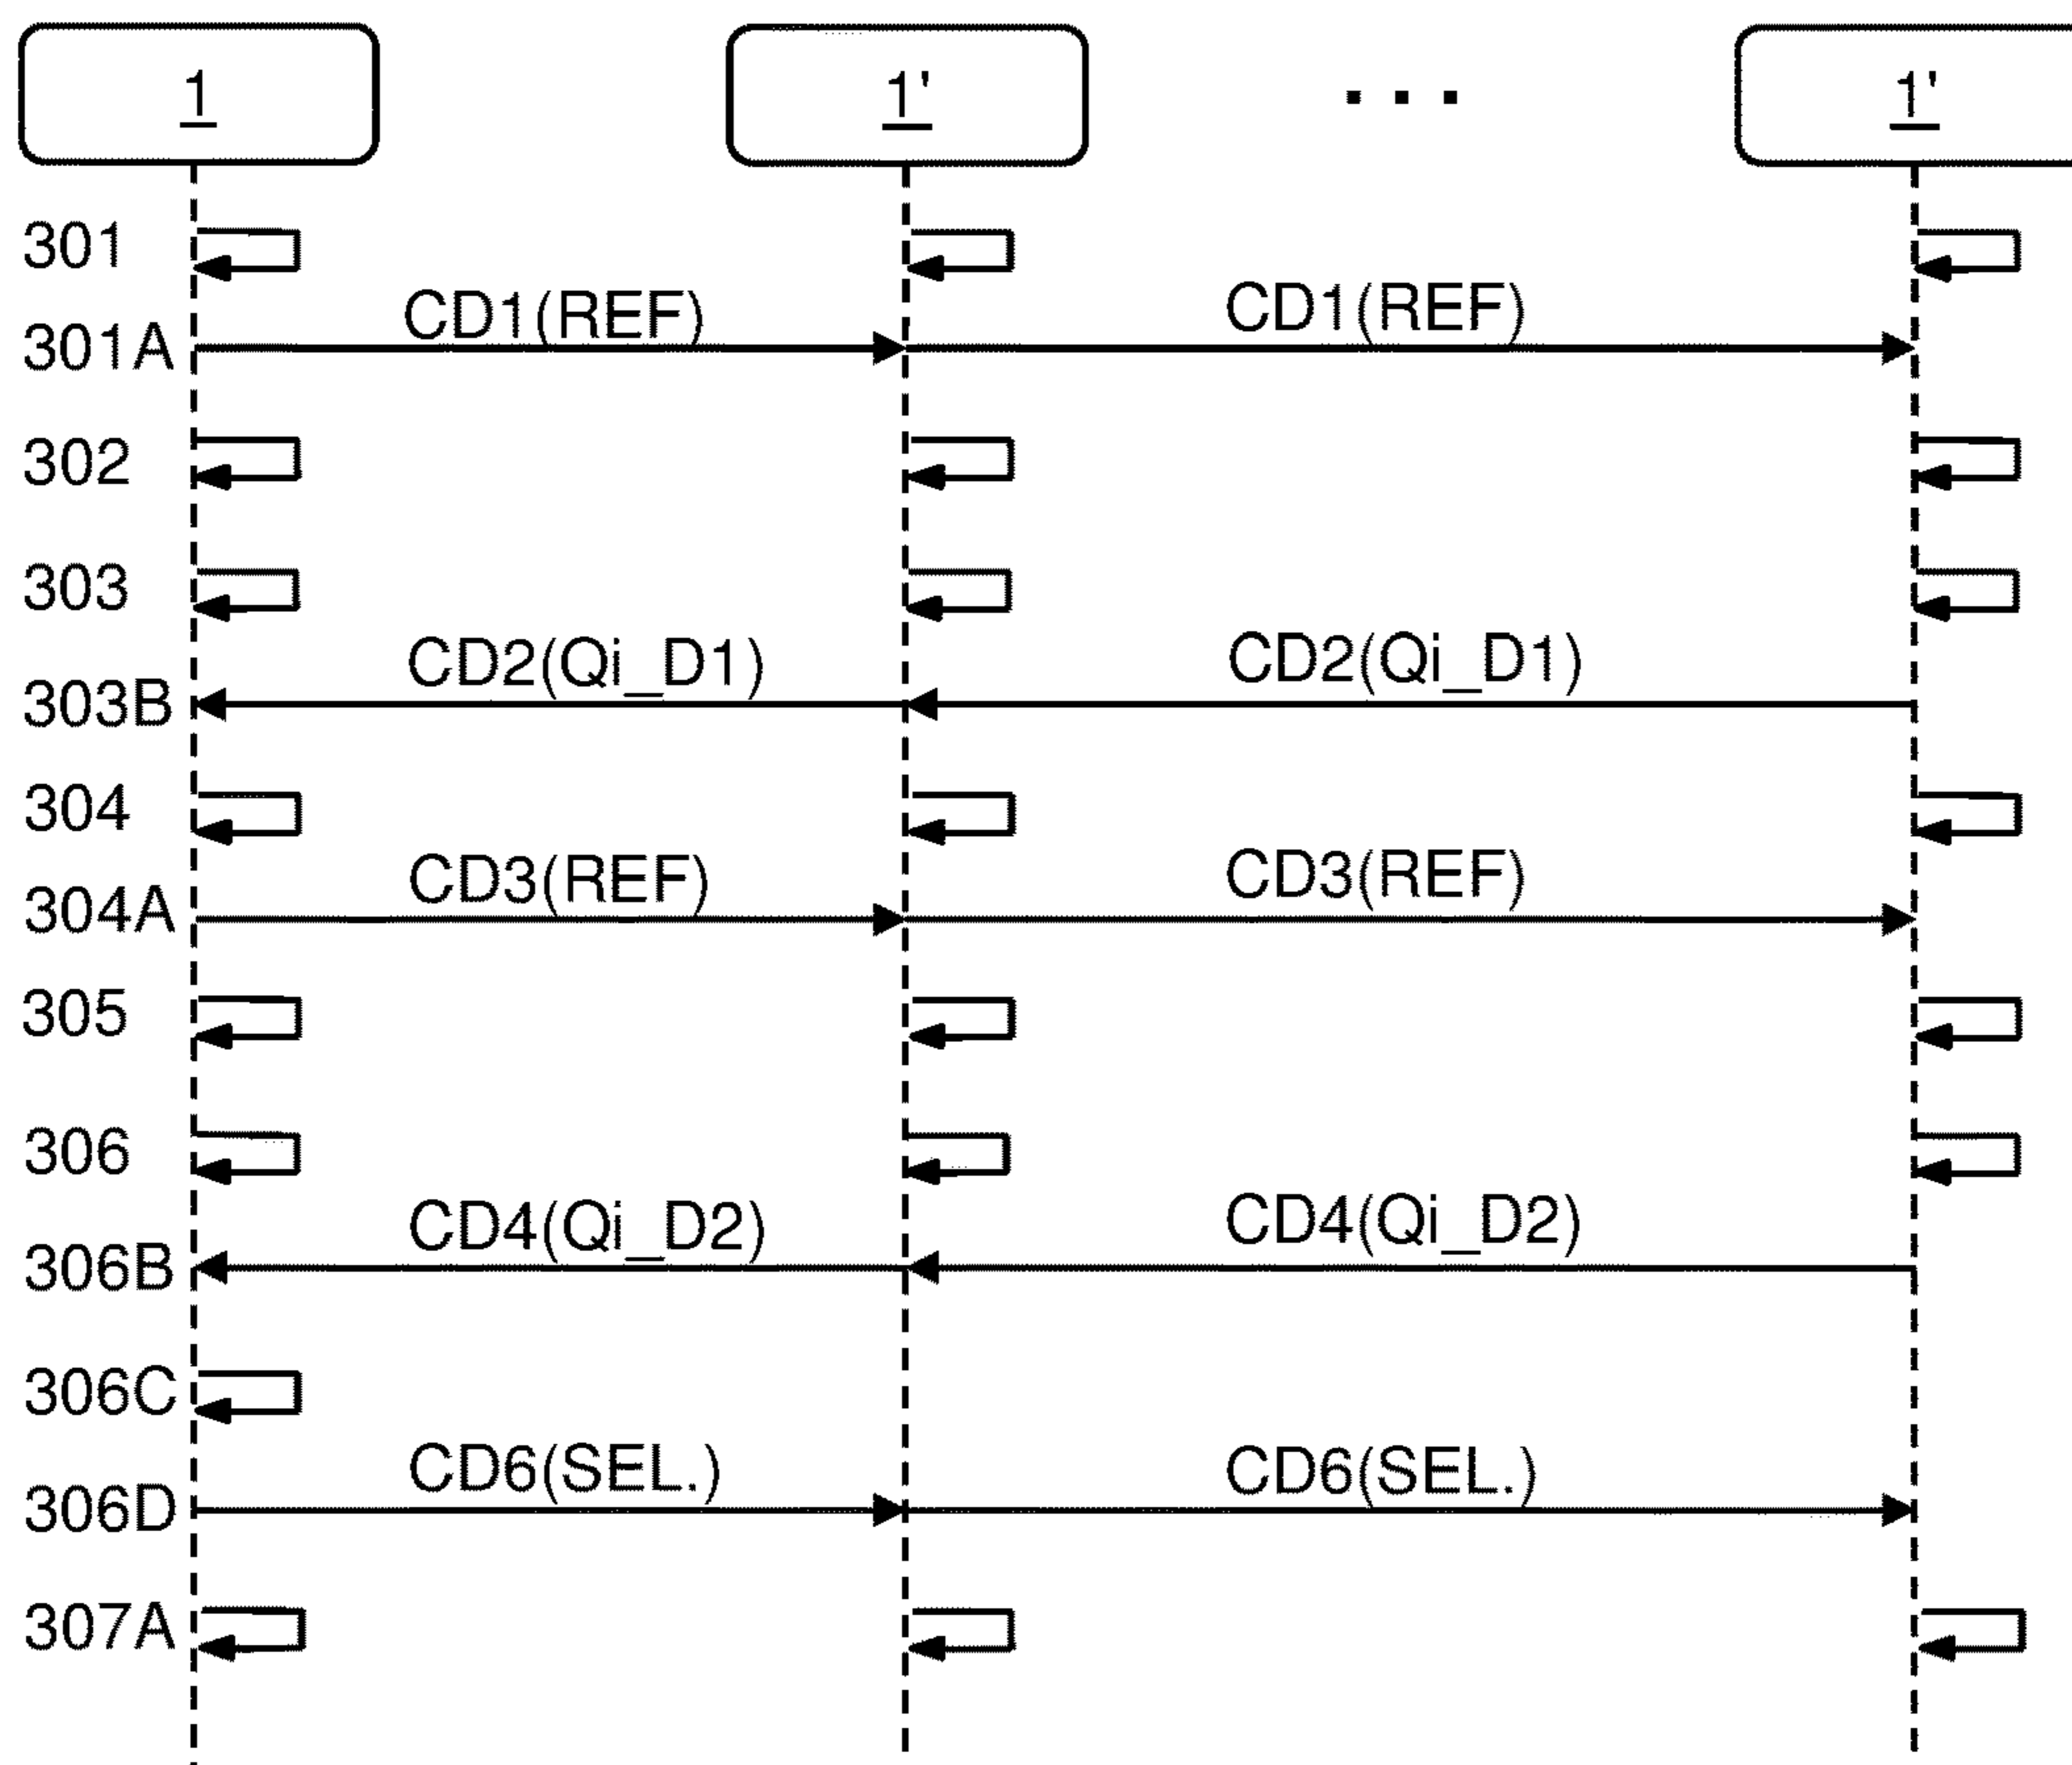 1 1' ... 1'
301
301A CD1(REF) CD1(REF)
302
303
303B CD2(Qi_D1) CD2(Qi_D1)
304
304A CD3(REF) CD3(REF)
305
306
306B CD4(Qi_D2) CD4(Qi_D2)
306C
306D CD6(SEL.) CD6(SEL.)
307A